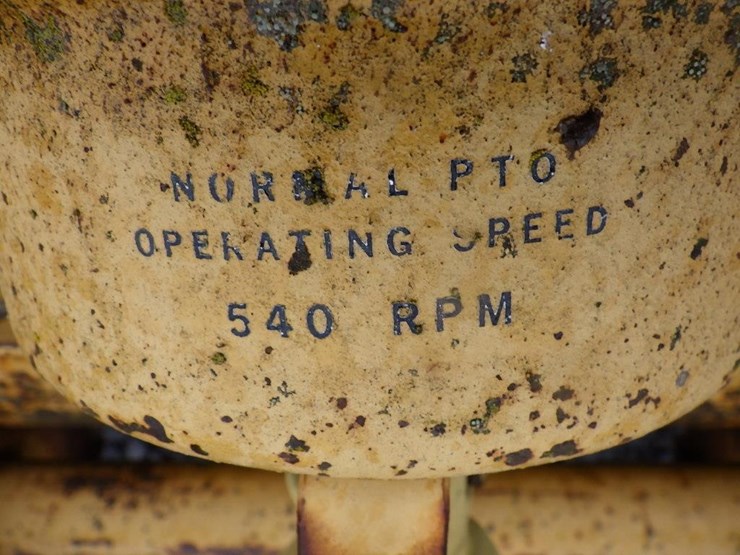 NORMAL PTO
OPERATING SPEED
540 RPM